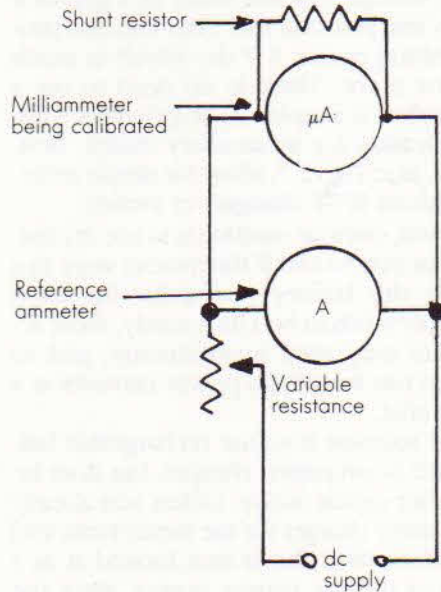 Shunt resistor
Milliammeter
being calibrated
μA
Reference
ammeter
A
Variable
resistance
dc
supply